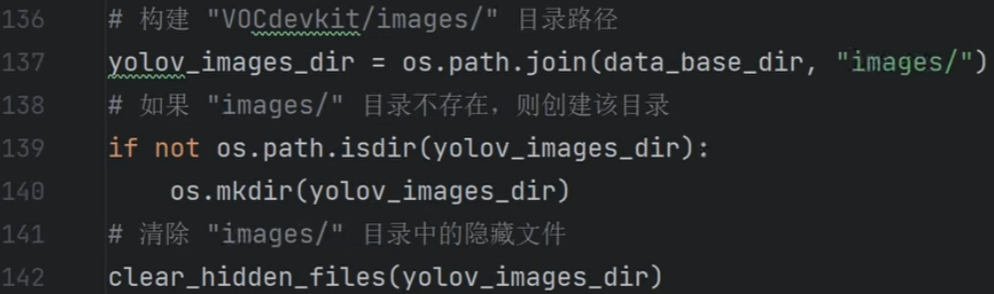 136 # 构建 "VOCdevkit/images/" 目录路径
137 yolov_images_dir = os.path.join(data_base_dir, "images/")
138 # 如果 "images/" 目录不存在，则创建该目录
139 if not os.path.isdir(yolov_images_dir):
140 os.mkdir(yolov_images_dir)
141 # 清除 "images/" 目录中的隐藏文件
142 clear_hidden_files(yolov_images_dir)